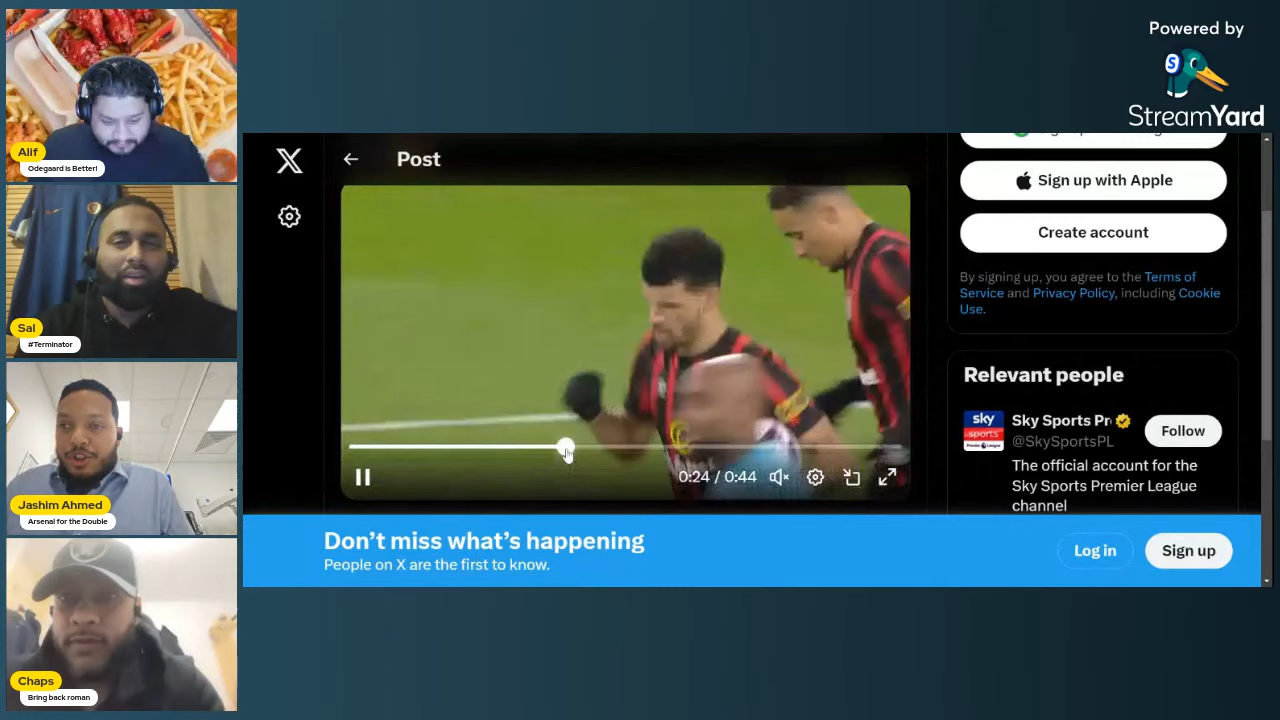 Powered by
StreamYard
Alif
Odegaard is Better!
Sal
#Terminator
Jashim Ahmed
Arsenal for the Double
Chaps
Bring back roman
Post
0:24 / 0:44
Sign up with Apple
Create account
By signing up, you agree to the Terms of
Service and Privacy Policy, including Cookie
Use.
Relevant people
sky
sports
Premier League
Sky Sports Pr
@SkySportsPL
Follow
The official account for the
Sky Sports Premier League
channel
Don’t miss what’s happening
People on X are the first to know.
Log in
Sign up